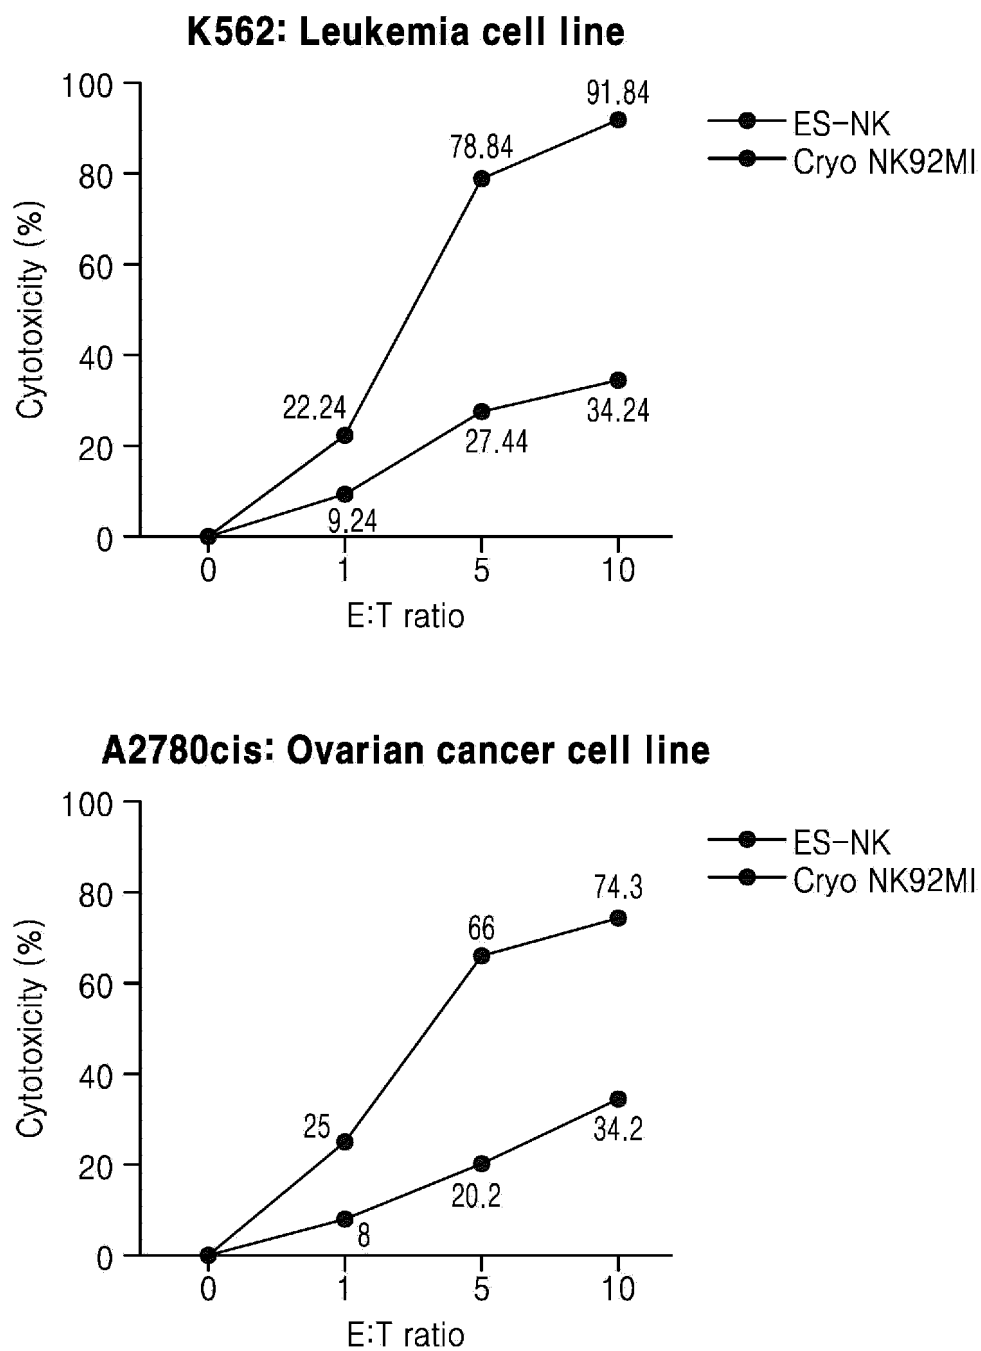 K562: Leukemia cell line
100
80
60
40
20
0
Cytotoxicity (%)
91.84
78.84
22.24
34.24
27.44
9.24
ES-NK
Cryo NK92MI
0 1 5 10
E:T ratio
A2780cis: Ovarian cancer cell line
100
80
60
40
20
0
Cytotoxicity (%)
74.3
66
25
34.2
20.2
8
ES-NK
Cryo NK92MI
0 1 5 10
E:T ratio